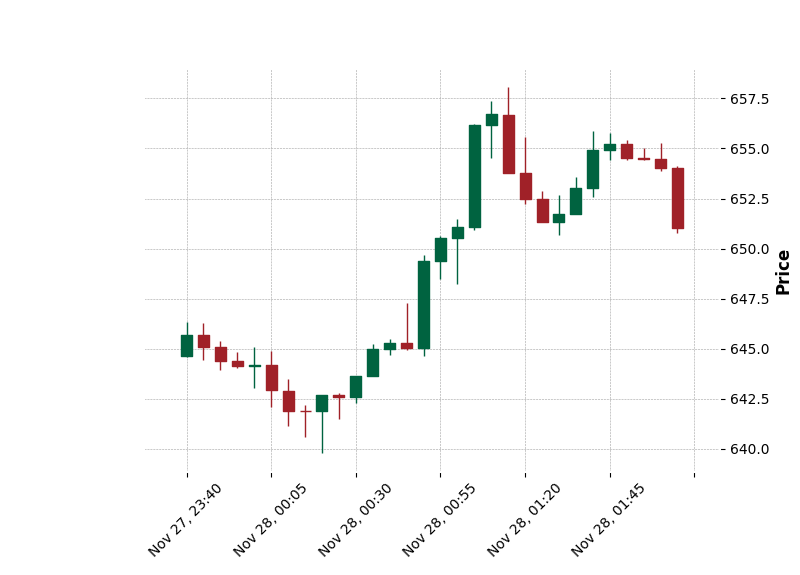 657.5
655.0
652.5
650.0
647.5
645.0
642.5
640.0
Price
Nov 27, 23:40
Nov 28, 00:05
Nov 28, 00:30
Nov 28, 00:55
Nov 28, 01:20
Nov 28, 01:45